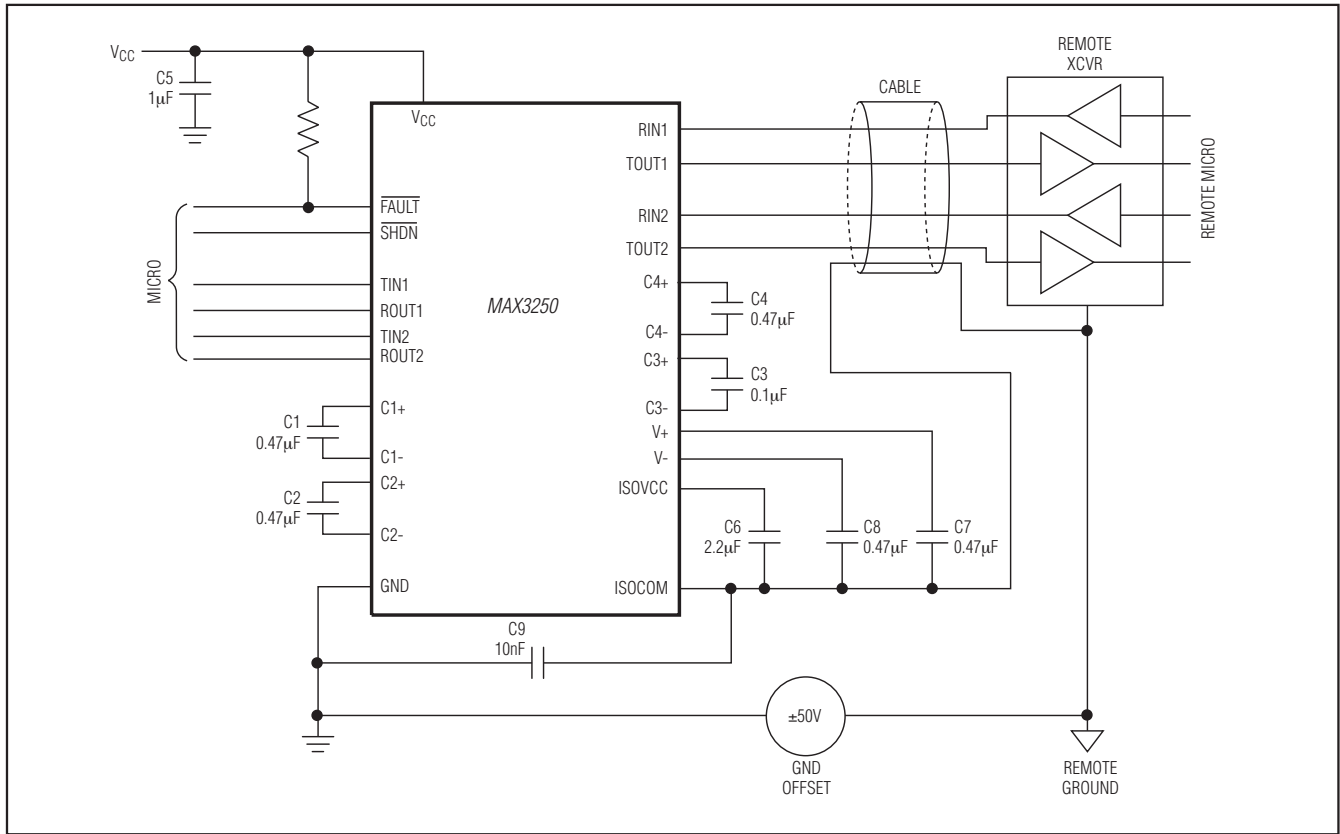 VCC
C5
1μF
VCC
FAULT
SHDN
TIN1
ROUT1
TIN2
ROUT2
MICRO
C1+
C1
0.47μF
C1-
C2+
C2
0.47μF
C2-
GND
MAX3250
RIN1
TOUT1
RIN2
TOUT2
C4+
C4
0.47μF
C4-
C3+
C3
0.1μF
C3-
V+
V-
ISOVCC
C6
2.2μF
C8
0.47μF
C7
0.47μF
ISOCOM
C9
10nF
CABLE
REMOTE
XCVR
REMOTE MICRO
±50V
GND
OFFSET
REMOTE
GROUND